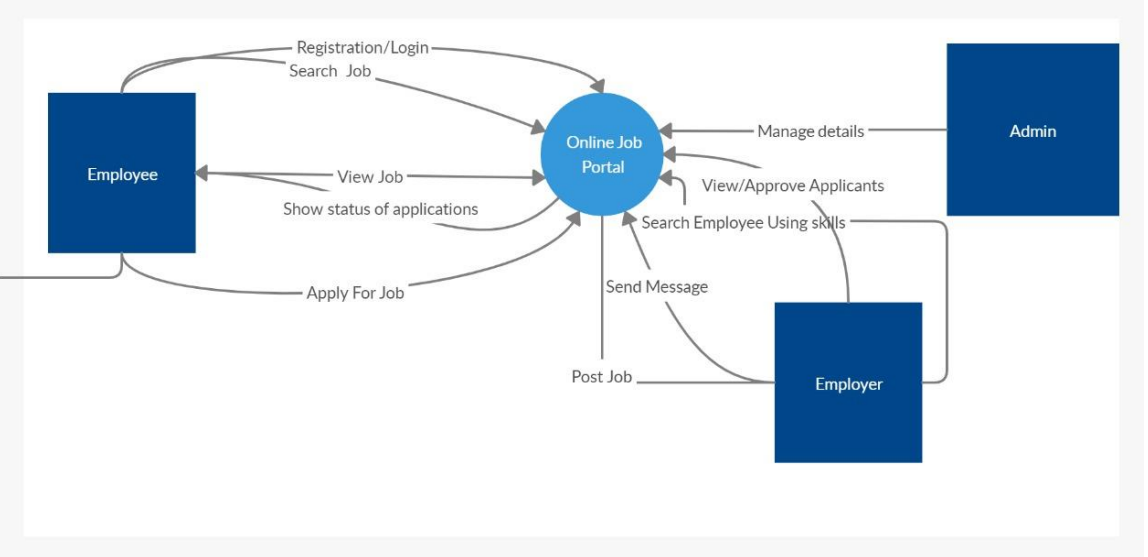 Registration/Login
Search Job
Employee
Online Job
Portal
Manage details
Admin
View Job
View/Approve Applicants
Show status of applications
Search Employee Using skills
Send Message
Apply For Job
Post Job
Employer